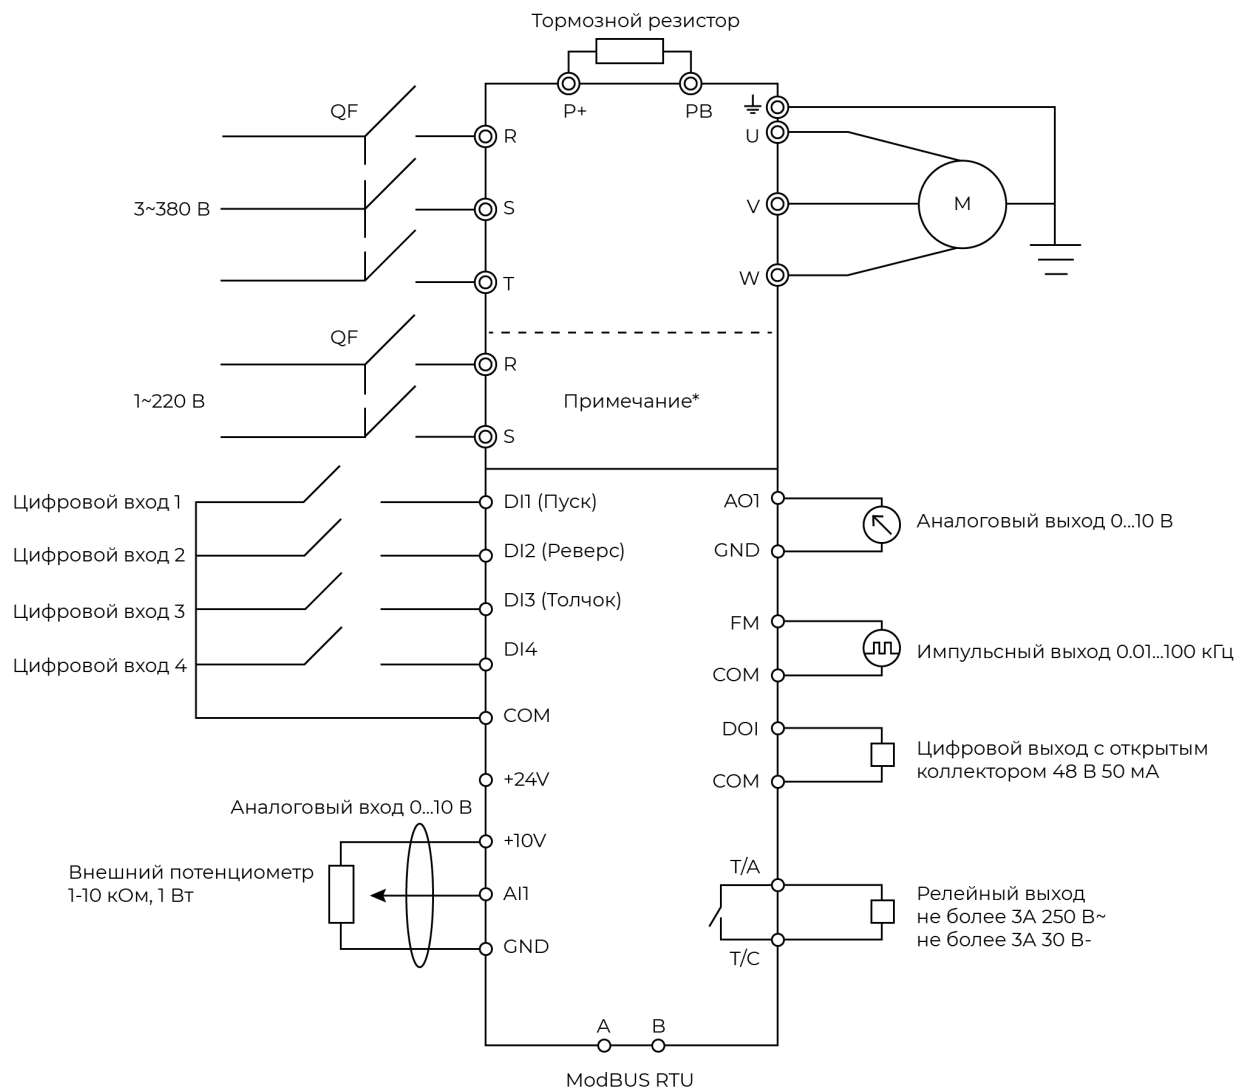 Тормозной резистор
P+
PB
QF
R
3~380 В
S
T
U
V
W
M
QF
R
1~220 В
Примечание*
S
Цифровой вход 1
DI1 (Пуск)
Цифровой вход 2
DI2 (Реверс)
Цифровой вход 3
DI3 (Толчок)
Цифровой вход 4
DI4
COM
+24V
Аналоговый вход 0...10 В
+10V
Внешний потенциометр
1-10 кОм, 1 Вт
AI1
GND
AO1
GND
Аналоговый выход 0...10 В
FM
COM
Импульсный выход 0.01...100 кГц
DOI
COM
Цифровой выход с открытым
коллектором 48 В 50 мА
T/A
T/C
Релейный выход
не более 3А 250 В~
не более 3А 30 В-
A
B
ModBUS RTU